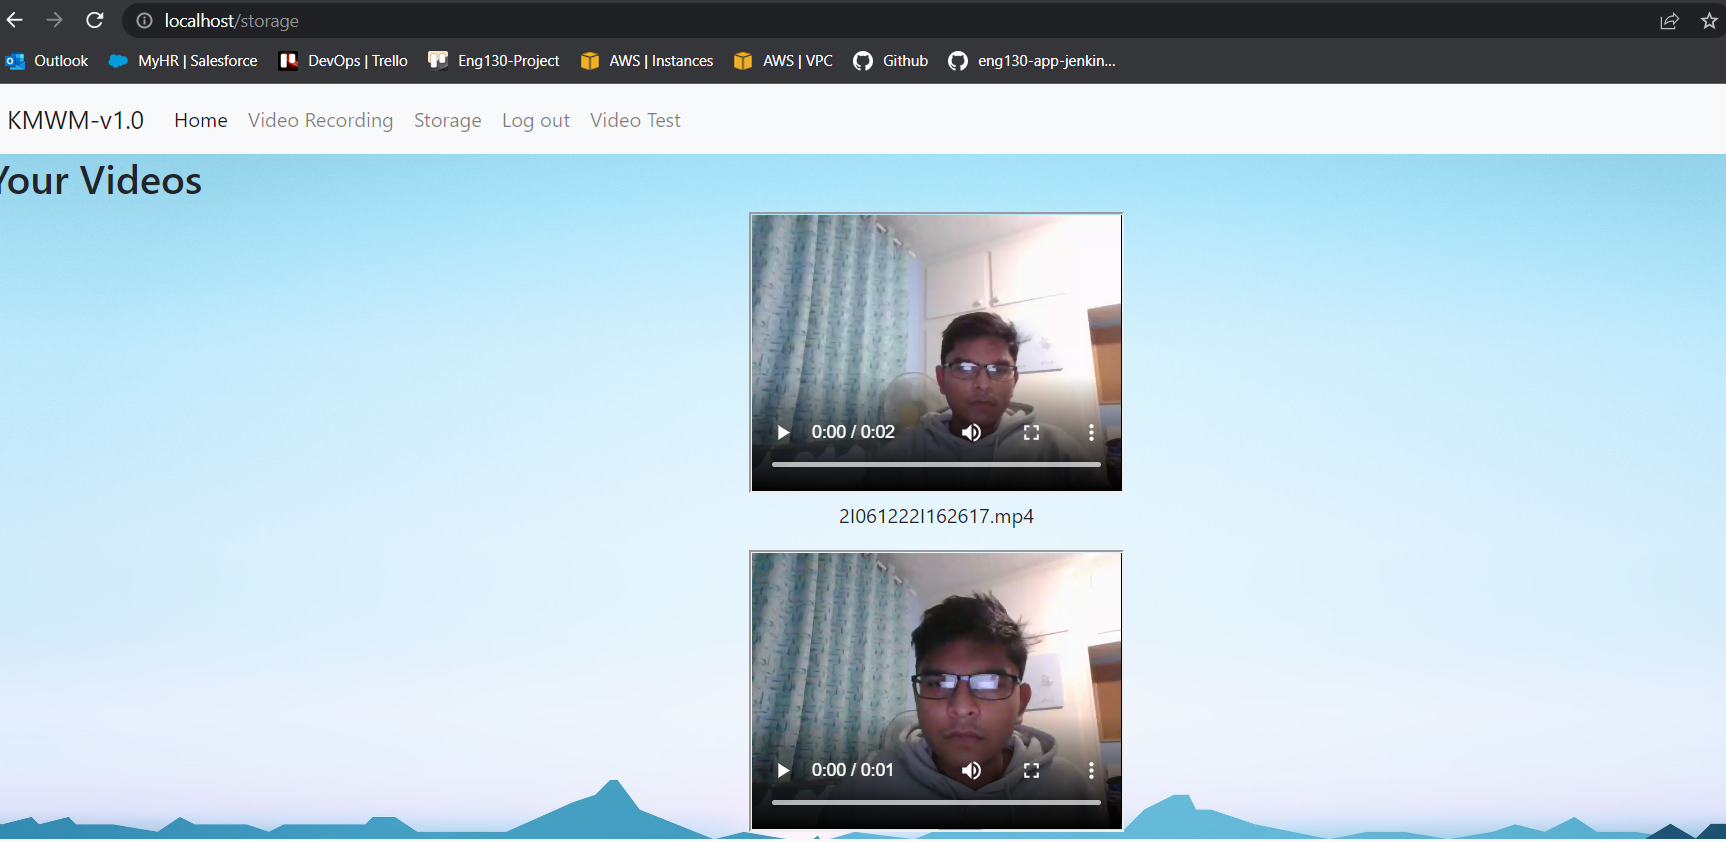 localhost/storage
Outlook MyHR | Salesforce DevOps | Trello Eng130-Project AWS | Instances AWS | VPC Github eng130-app-jenkin...
KMWM-v1.0 Home Video Recording Storage Log out Video Test
Your Videos
0:00 / 0:02
2I061222I162617.mp4
0:00 / 0:01